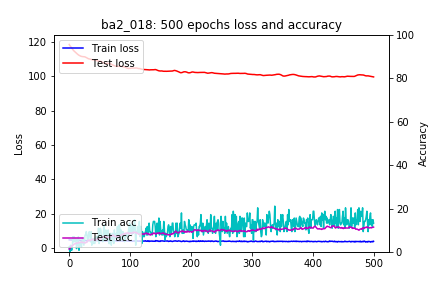 ba2_018: 500 epochs loss and accuracy
120
100
80
60
40
20
0
Loss
Train loss
Test loss
Train acc
Test acc
0
100
200
300
400
500
100
80
60
40
20
0
Accuracy